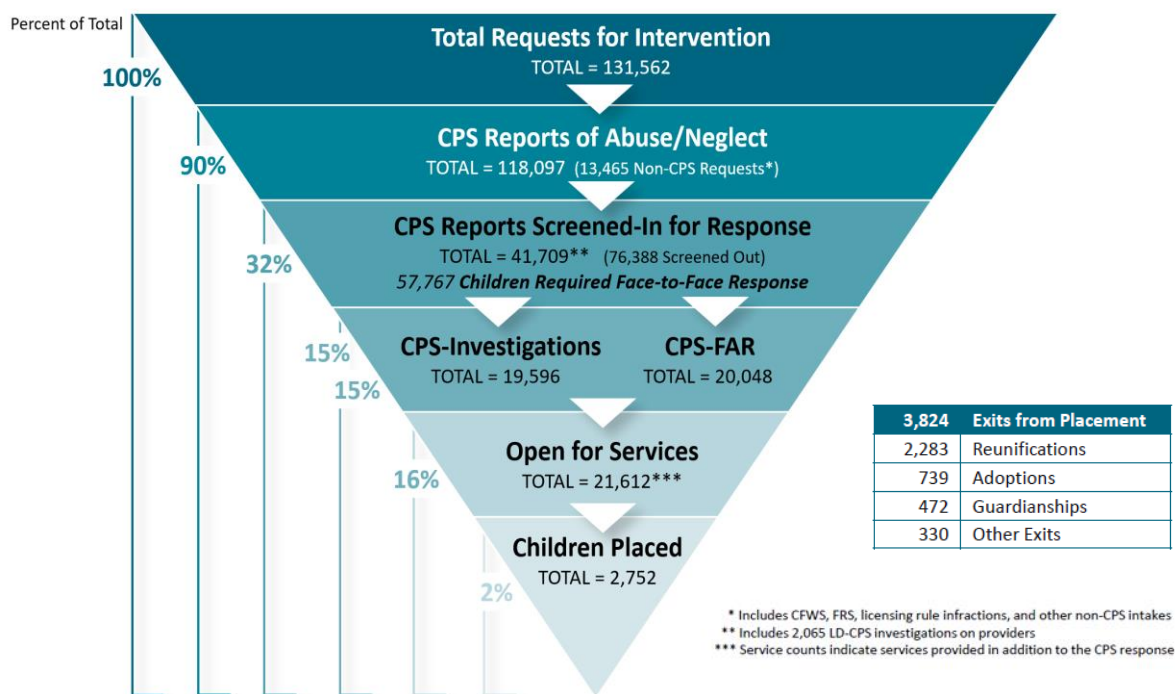 Percent of Total
Total Requests for Intervention
TOTAL = 131,562
100%
CPS Reports of Abuse/Neglect
TOTAL = 118,097 (13,465 Non-CPS Requests*)
90%
CPS Reports Screened-In for Response
TOTAL = 41,709** (76,388 Screened Out)
57,767 Children Required Face-to-Face Response
32%
CPS-Investigations
TOTAL = 19,596
CPS-FAR
TOTAL = 20,048
15%
15%
Open for Services
TOTAL = 21,612***
16%
Children Placed
TOTAL = 2,752
2%
3,824 Exits from Placement
2,283 Reunifications
739 Adoptions
472 Guardianships
330 Other Exits
* Includes CFWS, FRS, licensing rule infractions, and other non-CPS intakes
** Includes 2,065 LD-CPS investigations on providers
*** Service counts indicate services provided in addition to the CPS response